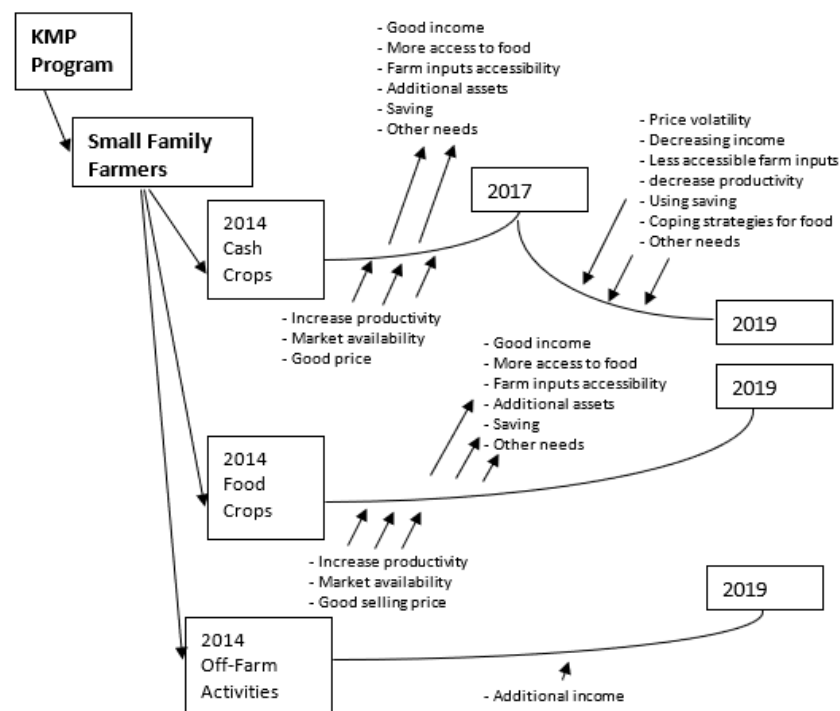 KMP
Program
Small Family
Farmers
- Good income
- More access to food
- Farm inputs accessibility
- Additional assets
- Saving
- Other needs
2014
Cash
Crops
2017
- Price volatility
- Decreasing income
- Less accessible farm inputs
- decrease productivity
- Using saving
- Coping strategies for food
- Other needs
- Increase productivity
- Market availability
- Good price
2019
- Good income
- More access to food
- Farm inputs accessibility
- Additional assets
- Saving
- Other needs
2019
2014
Food
Crops
- Increase productivity
- Market availability
- Good selling price
2019
2014
Off-Farm
Activities
- Additional income